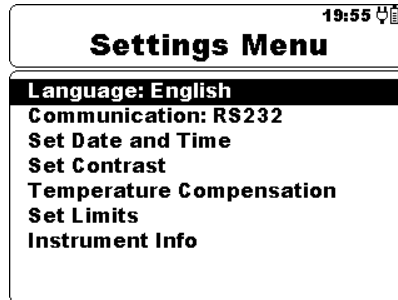 19:55
Settings Menu
Language: English
Communication: RS232
Set Date and Time
Set Contrast
Temperature Compensation
Set Limits
Instrument Info